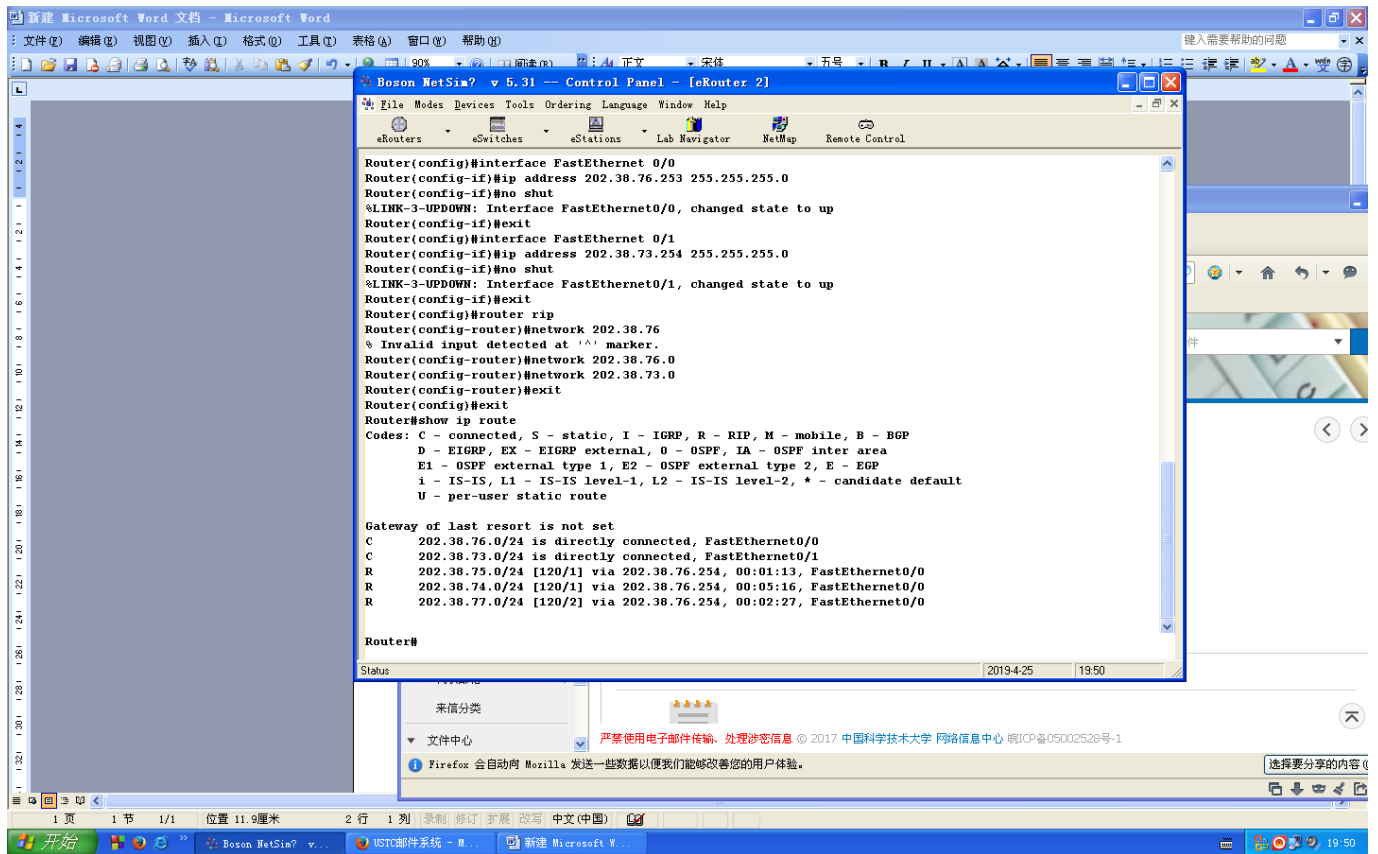 新建 Microsoft Word 文档 - Microsoft Word
文件(F) 编辑(E) 视图(V) 插入(I) 格式(O) 工具(T) 表格(A) 窗口(W) 帮助(H) 键入需要帮助的问题
90% 阅读(R) 正文 宋体 五号 B I U A A A
Boson NetSim? v 5.31 -- Control Panel - [eRouter 2]
File Modes Devices Tools Ordering Language Window Help
eRouters eSwitches eStations Lab Navigator NetMap Remote Control
Router(config)#interface FastEthernet 0/0
Router(config-if)#ip address 202.38.76.253 255.255.255.0
Router(config-if)#no shut
%LINK-3-UPDOWN: Interface FastEthernet0/0, changed state to up
Router(config-if)#exit
Router(config)#interface FastEthernet 0/1
Router(config-if)#ip address 202.38.73.254 255.255.255.0
Router(config-if)#no shut
%LINK-3-UPDOWN: Interface FastEthernet0/1, changed state to up
Router(config-if)#exit
Router(config)#router rip
Router(config-router)#network 202.38.76
% Invalid input detected at '^' marker.
Router(config-router)#network 202.38.76.0
Router(config-router)#network 202.38.73.0
Router(config-router)#exit
Router(config)#exit
Router#show ip route
Codes: C - connected, S - static, I - IGRP, R - RIP, M - mobile, B - BGP
D - EIGRP, EX - EIGRP external, O - OSPF, IA - OSPF inter area
E1 - OSPF external type 1, E2 - OSPF external type 2, E - EGP
i - IS-IS, L1 - IS-IS level-1, L2 - IS-IS level-2, * - candidate default
U - per-user static route
Gateway of last resort is not set
C 202.38.76.0/24 is directly connected, FastEthernet0/0
C 202.38.73.0/24 is directly connected, FastEthernet0/1
R 202.38.75.0/24 [120/1] via 202.38.76.254, 00:01:13, FastEthernet0/0
R 202.38.74.0/24 [120/1] via 202.38.76.254, 00:05:16, FastEthernet0/0
R 202.38.77.0/24 [120/2] via 202.38.76.254, 00:02:27, FastEthernet0/0
Router#
Status 2019-4-25 19:50
件
来信分类
文件中心
严禁使用电子邮件传输、处理涉密信息 © 2017 中国科学技术大学 网络信息中心 皖ICP备05002528号-1
Firefox 会自动向 Mozilla 发送一些数据以便我们能够改善您的用户体验。 选择要分享的内容(
1 页 1 节 1/1 位置 11.9厘米 2 行 1 列 录制 修订 扩展 改写 中文(中国)
开始 Boson NetSim? v... USTC邮件系统 - M... 新建 Microsoft W... 19:50